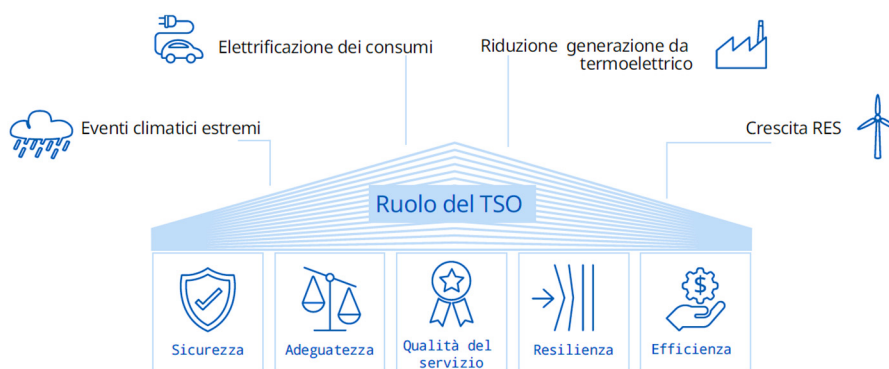 Elettrificazione dei consumi
Riduzione generazione da
termoelettrico
Eventi climatici estremi
Crescita RES
Ruolo del TSO
$
Sicurezza
Adeguatezza
Qualità del
servizio
Resilienza
Efficienza